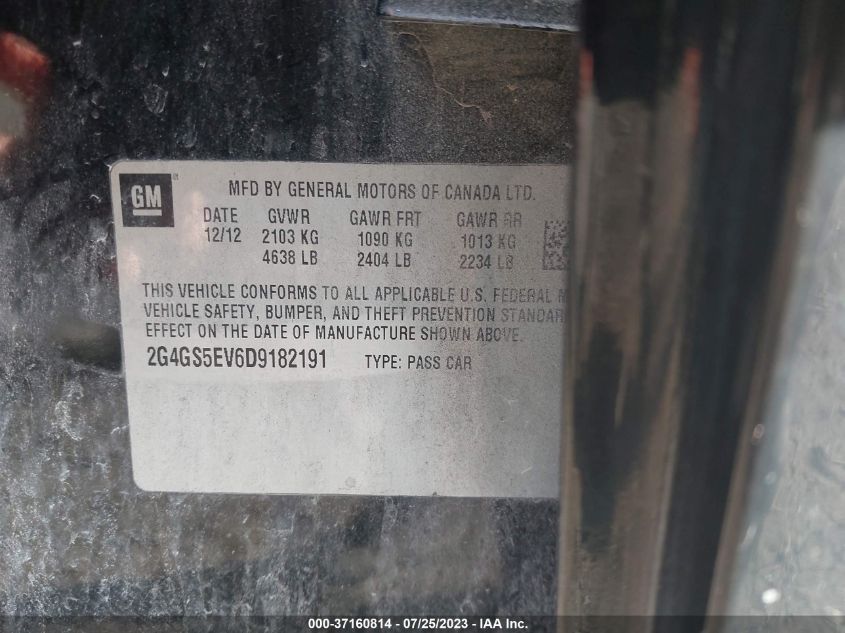 GM
MFD BY GENERAL MOTORS OF CANADA LTD.
DATE GVWR GAWR FRT GAWR RR
12/12 2103 KG 1090 KG 1013 KG
4638 LB 2404 LB 2234 LB
THIS VEHICLE CONFORMS TO ALL APPLICABLE U.S. FEDERAL M
VEHICLE SAFETY, BUMPER, AND THEFT PREVENTION STANDAR
EFFECT ON THE DATE OF MANUFACTURE SHOWN ABOVE.
2G4GS5EV6D9182191 TYPE: PASS CAR
000-37160814 / 07/25/2023 - IAA Inc.